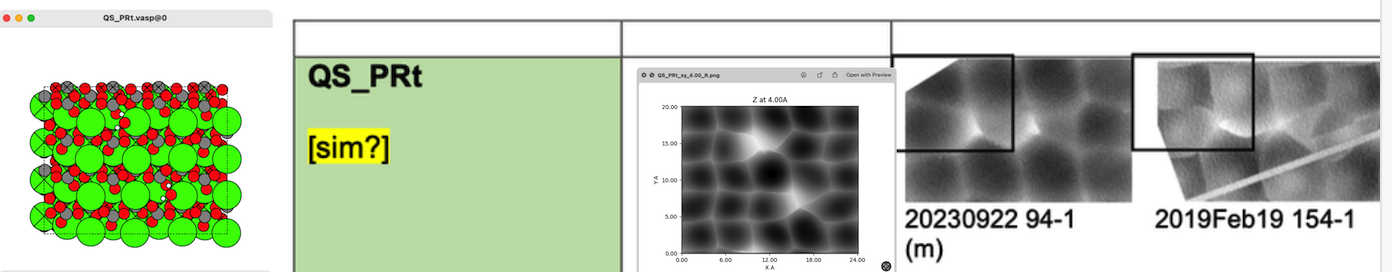 QS_PRt.vasp@0
QS_PRt
[sim?]
QS_PRt_xy_4.00_R.png
Open with Preview
Z at 4.00A
20.00
15.00
10.00
5.00
0.00
Y A
0.00 6.00 12.00 18.00 24.00
X A
20230922 94-1
(m)
2019Feb19 154-1